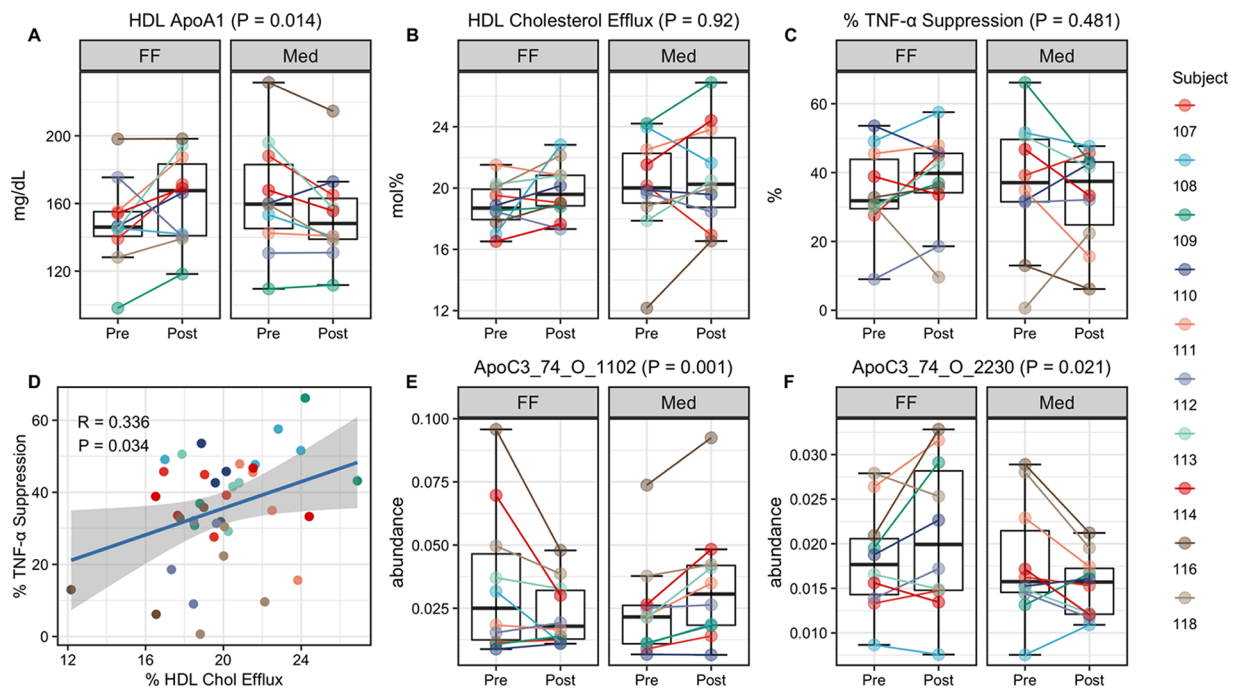 A
HDL ApoA1 (P = 0.014)
FF
Med
mg/dL
200
160
120
Pre
Post
Pre
Post
B
HDL Cholesterol Efflux (P = 0.92)
FF
Med
mol%
24
20
16
12
Pre
Post
Pre
Post
C
% TNF-α Suppression (P = 0.481)
FF
Med
%
60
40
20
0
Pre
Post
Pre
Post
Subject
107
108
109
110
111
112
113
114
116
118
D
R = 0.336
P = 0.034
% TNF-α Suppression
60
40
20
0
12
16
20
24
% HDL Chol Efflux
E
ApoC3_74_O_1102 (P = 0.001)
FF
Med
abundance
0.100
0.075
0.050
0.025
Pre
Post
Pre
Post
F
ApoC3_74_O_2230 (P = 0.021)
FF
Med
abundance
0.030
0.025
0.020
0.015
0.010
Pre
Post
Pre
Post